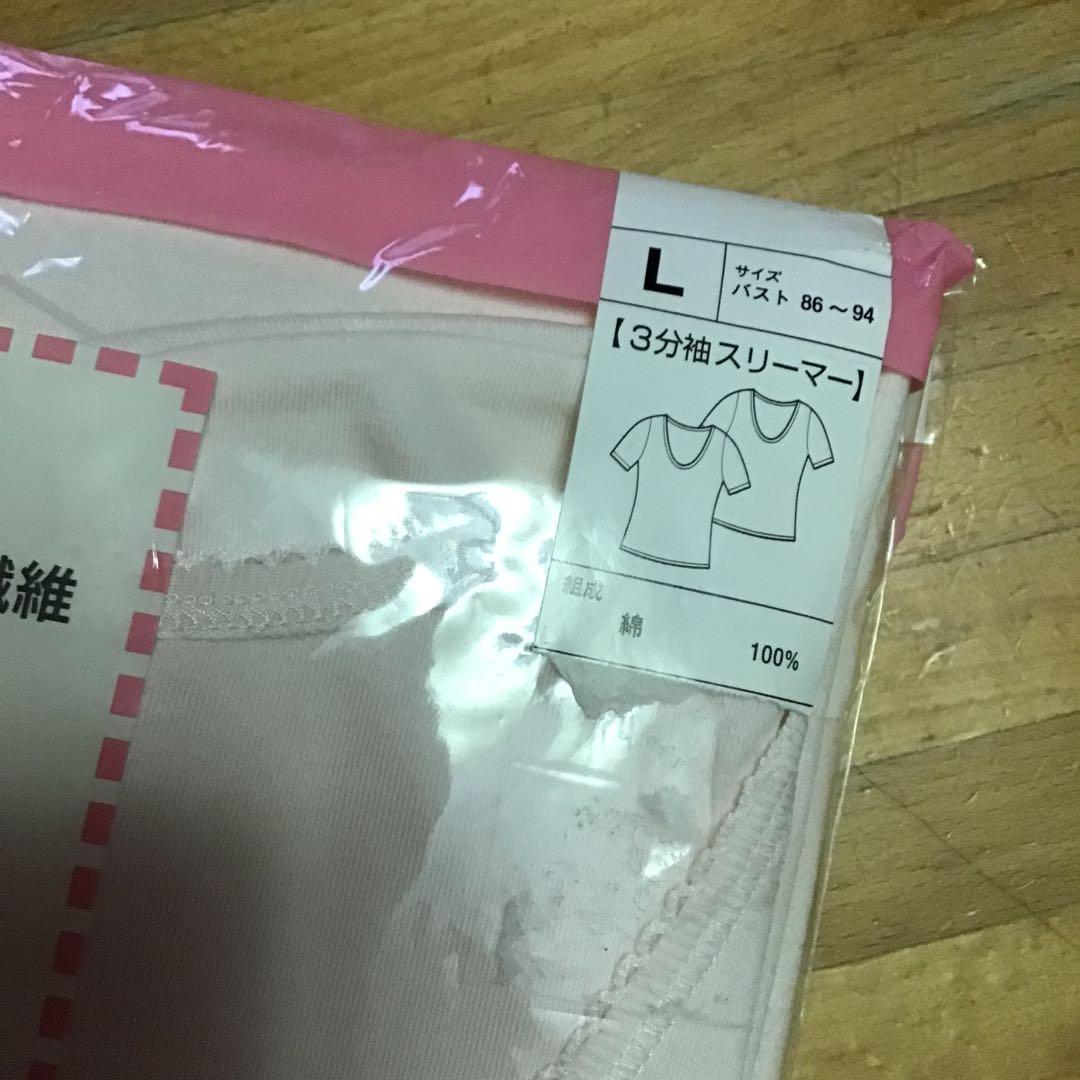 L
サイズ
バスト 86～94
【3分袖スリーマー】
組成
綿 100%
繊維